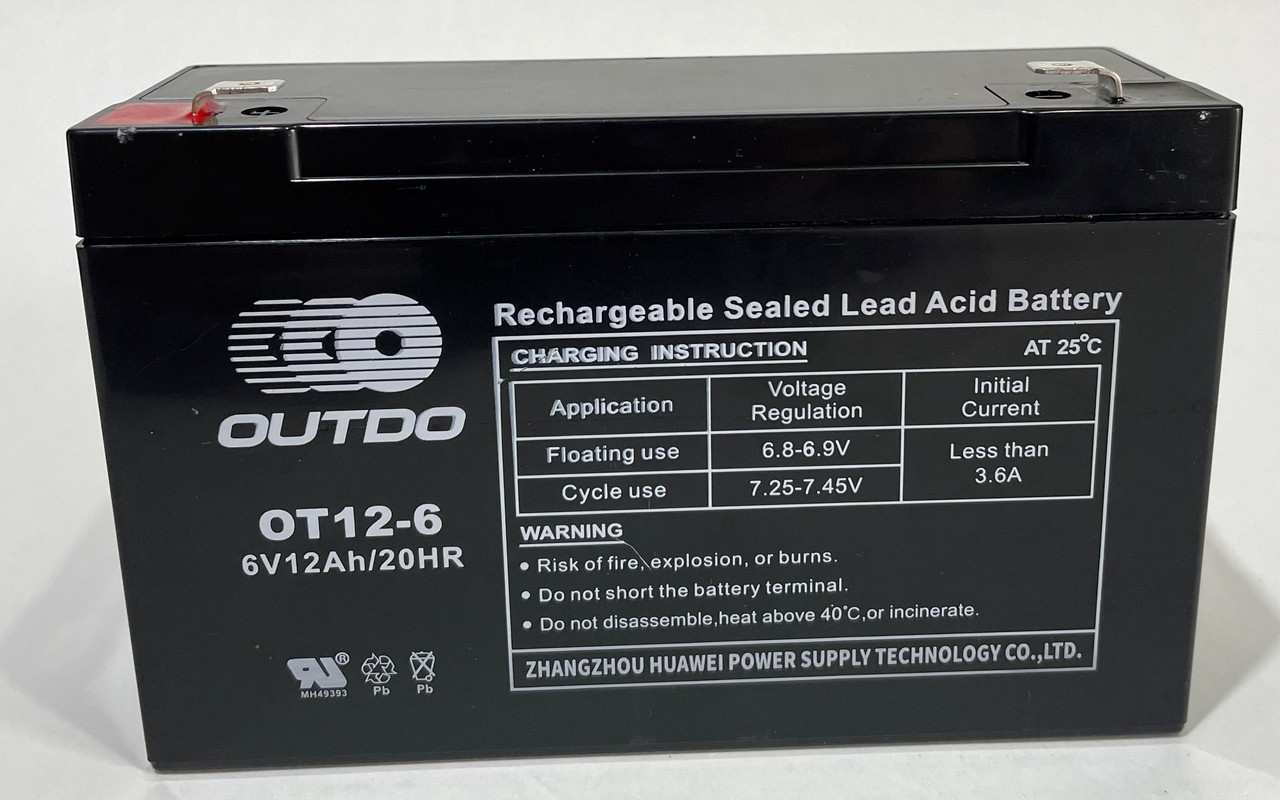 OUTDO
OT12-6
6V12Ah/20HR
MH49393
Pb
Pb
Rechargeable Sealed Lead Acid Battery
CHARGING INSTRUCTION AT 25°C
Application Voltage Regulation Initial Current
Floating use 6.8-6.9V Less than 3.6A
Cycle use 7.25-7.45V
WARNING
• Risk of fire, explosion, or burns.
• Do not short the battery terminal.
• Do not disassemble,heat above 40°C,or incinerate.
ZHANGZHOU HUAWEI POWER SUPPLY TECHNOLOGY CO.,LTD.